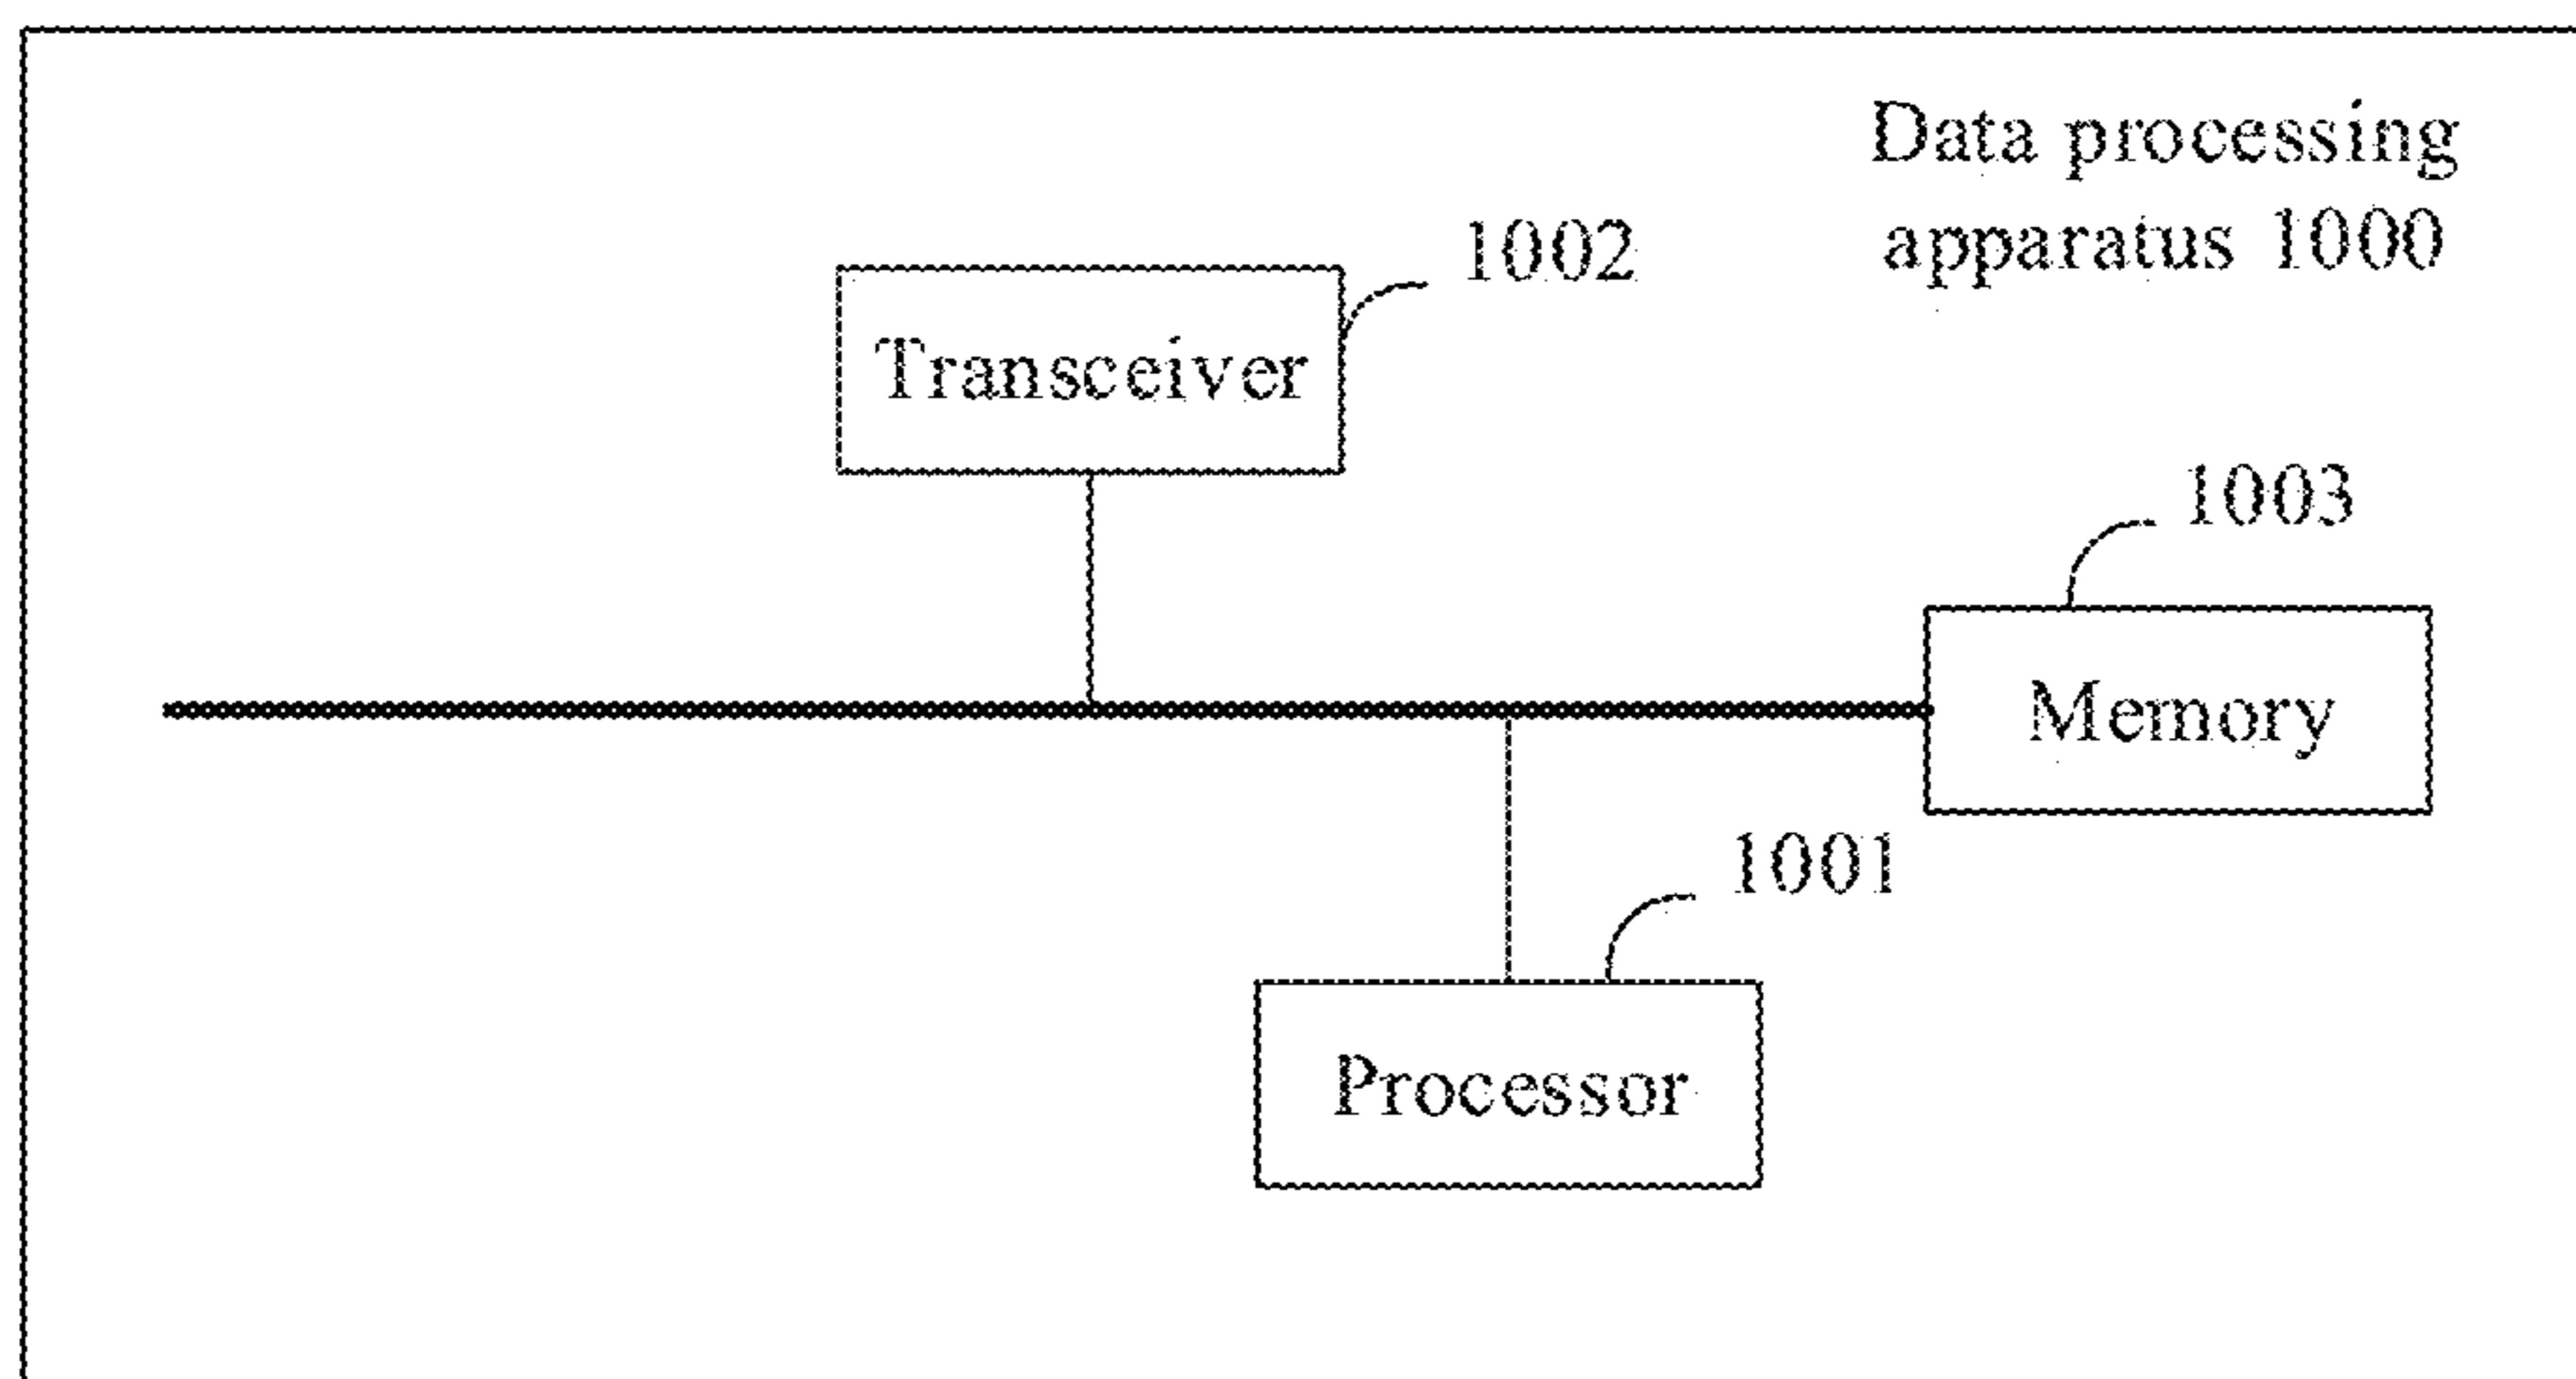 Data processing
apparatus 1000
1002
Transceiver
1003
Memory
1001
Processor